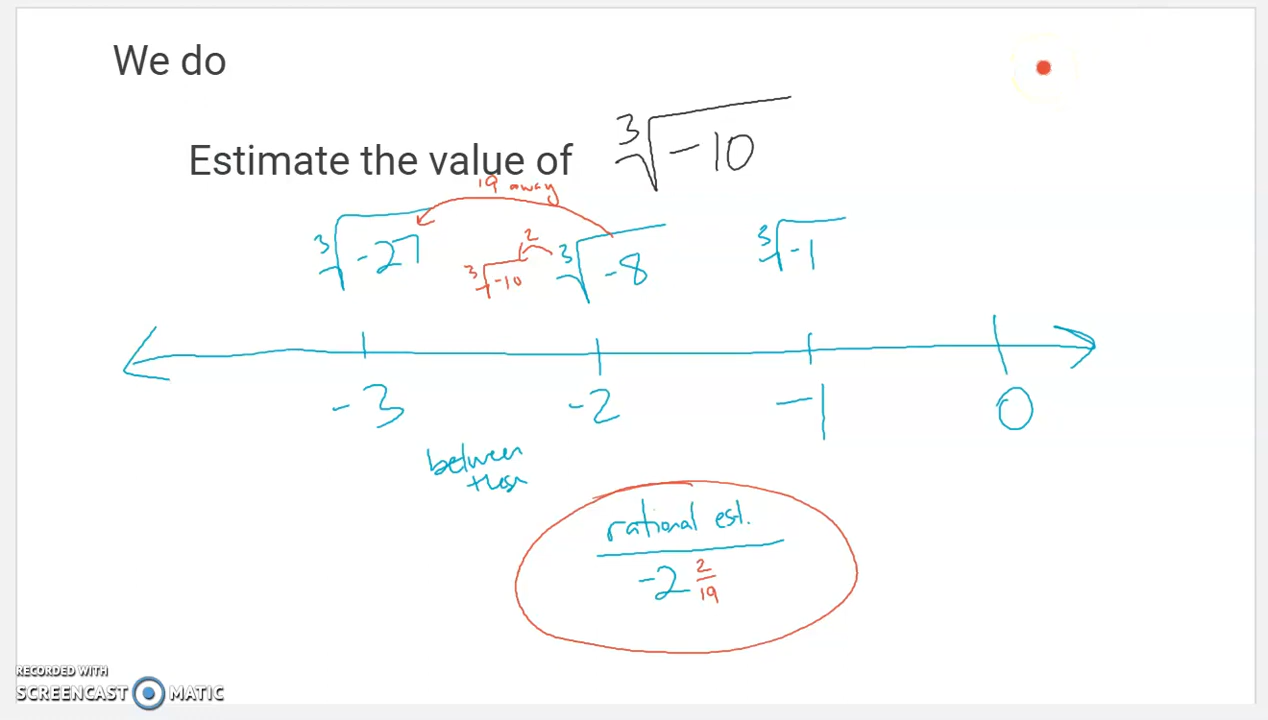 We do
Estimate the value of ∛-10
19 away
∛-27
2
∛-10
∛-8
∛-1
-3 -2 -1 0
between
rational est.
-2 2/19
RECORDED WITH
SCREENCAST MATIC